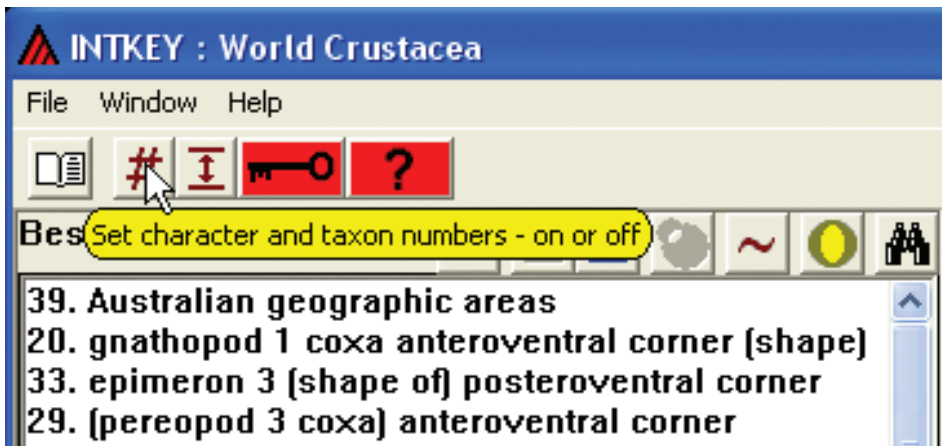 INTKEY : World Crustacea
File Window Help
# ?
Bes
Set character and taxon numbers - on or off
~
39. Australian geographic areas
20. gnathopod 1 coxa anteroventral corner (shape)
33. epimeron 3 (shape of) posteroventral corner
29. (pereopod 3 coxa) anteroventral corner